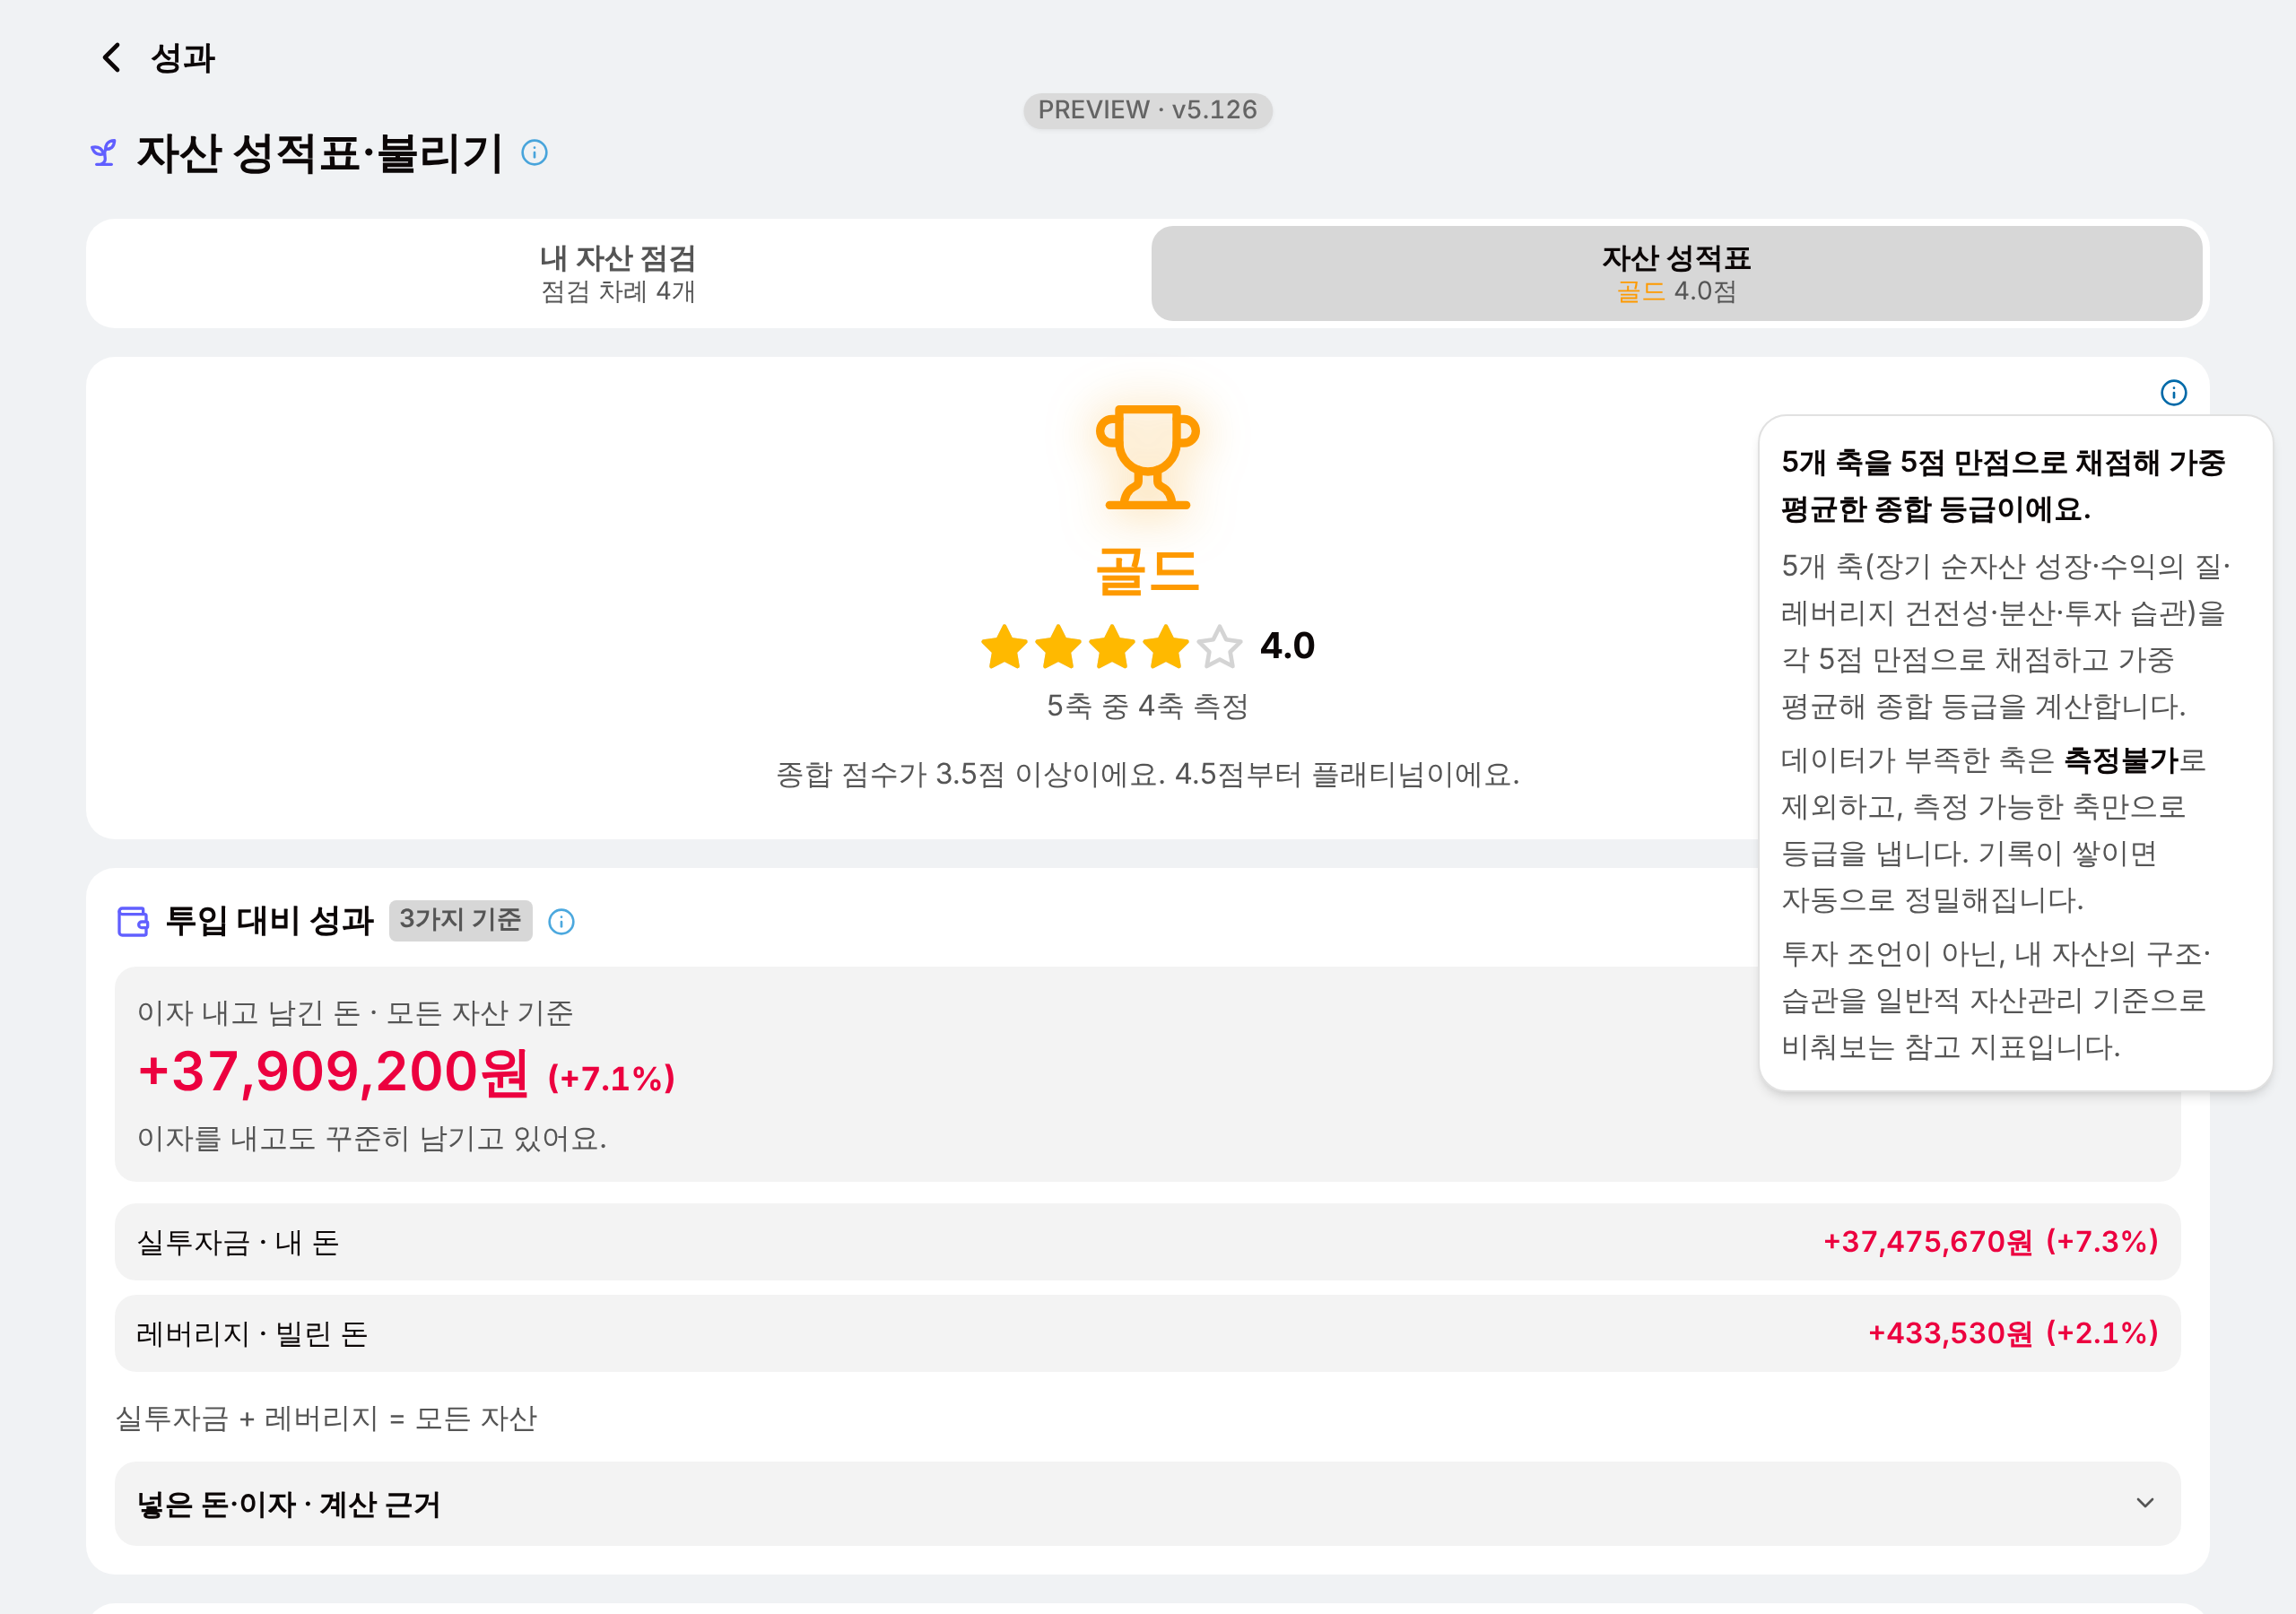 성과
PREVIEW · v5.126
자산 성적표·불리기
내 자산 점검
점검 차례 4개
자산 성적표
골드 4.0점
골드
4.0
5축 중 4축 측정
종합 점수가 3.5점 이상이에요. 4.5점부터 플래티넘이에요.
5개 축을 5점 만점으로 채점해 가중
평균한 종합 등급이에요.
5개 축(장기 순자산 성장·수익의 질·
레버리지 건전성·분산·투자 습관)을
각 5점 만점으로 채점하고 가중
평균해 종합 등급을 계산합니다.
데이터가 부족한 축은 측정불가로
제외하고, 측정 가능한 축만으로
등급을 냅니다. 기록이 쌓이면
자동으로 정밀해집니다.
투자 조언이 아닌, 내 자산의 구조·
습관을 일반적 자산관리 기준으로
비춰보는 참고 지표입니다.
투입 대비 성과 3가지 기준
이자 내고 남긴 돈 · 모든 자산 기준
+37,909,200원 (+7.1%)
이자를 내고도 꾸준히 남기고 있어요.
실투자금 · 내 돈 +37,475,670원 (+7.3%)
레버리지 · 빌린 돈 +433,530원 (+2.1%)
실투자금 + 레버리지 = 모든 자산
넣은 돈·이자 · 계산 근거